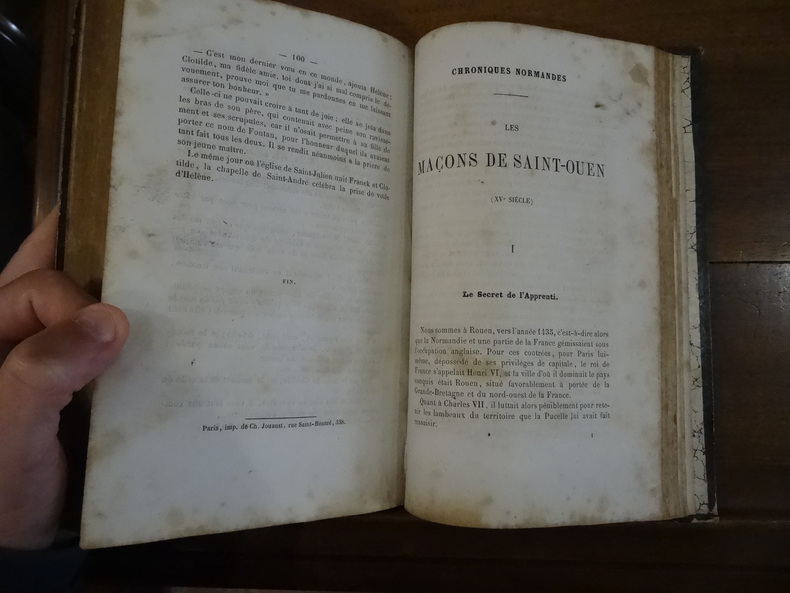 — 100 —
— C'est mon dernier vœu en ce monde, ajouta Hélène;
Clotilde, ma fidèle amie, toi dont j'ai si mal compris le dé-
vouement, prouve moi que tu me pardonnes en me laissant
assurer ton bonheur. »
Celle-ci ne pouvait croire à tant de joie; elle se jeta dans
les bras de son père, qui contenait avec peine son ravisse-
ment et ses scrupules, car il n'osait permettre à sa fille de
porter ce nom de Fontan, pour l'honneur duquel ils avaient
tant fait tous les deux. Il se rendit néanmoins à la prière de
son jeune maître.
Le même jour où l'église de Saint-Julien unit Franck et Clo-
tilde, la chapelle de Saint-André célébra la prise de voile
d'Hélène.
FIN.
Paris, imp. de Ch. Jouaust, rue Saint-Honoré, 338.
CHRONIQUES NORMANDES
LES
MAÇONS DE SAINT-OUEN
(XVe SIÈCLE)
I
Le Secret de l'Apprenti.
Nous sommes à Rouen, vers l'année 1435, c'est-à-dire alors
que la Normandie et une partie de la France gémissaient sous
l'occupation anglaise. Pour ces contrées, pour Paris lui-
même, dépossédé de ses priviléges de capitale, le roi de
France s'appelait Henri VI, et la ville d'où il dominait le pays
conquis était Rouen, situé favorablement à portée de la
Grande-Bretagne et du nord-ouest de la France.
Quant à Charles VII, il luttait alors péniblement pour rete-
nir les lambeaux du territoire que la Pucelle lui avait fait
1